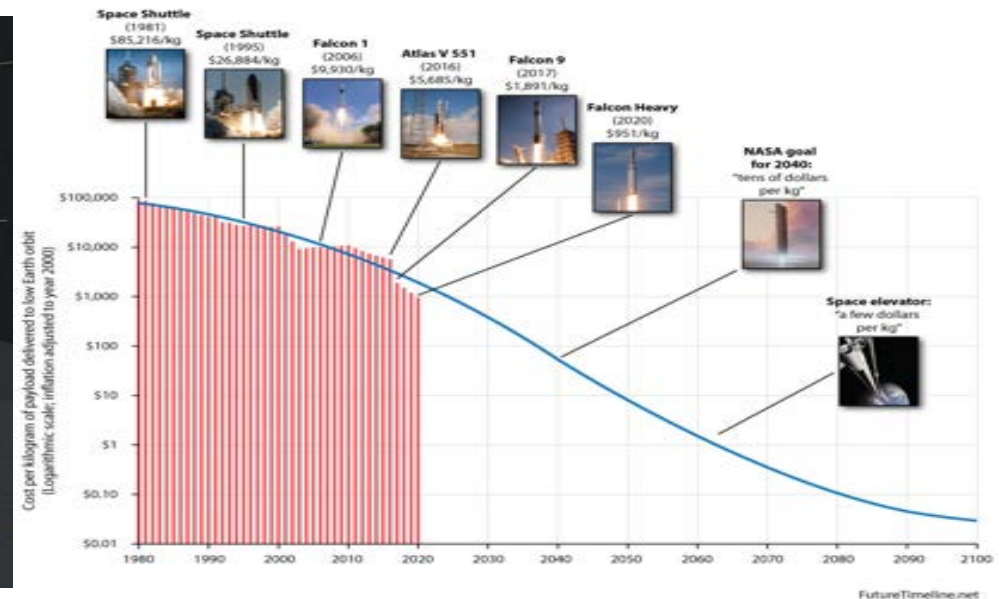 Space Shuttle
(1981)
$85,216/kg
Space Shuttle
(1995)
$26,884/kg
Falcon 1
(2006)
$9,930/kg
Atlas V 551
(2016)
$5,685/kg
Falcon 9
(2017)
$1,891/kg
Falcon Heavy
(2020)
$951/kg
NASA goal
for 2040:
"tens of dollars
per kg"
Space elevator:
"a few dollars
per kg"
Cost per kilogram of payload delivered to low Earth orbit
(Logarithmic scale; inflation adjusted to year 2000)
$100,000
$10,000
$1,000
$100
$10
$1
$0.10
$0.01
1980 1990 2000 2010 2020 2030 2040 2050 2060 2070 2080 2090 2100
FutureTimeline.net